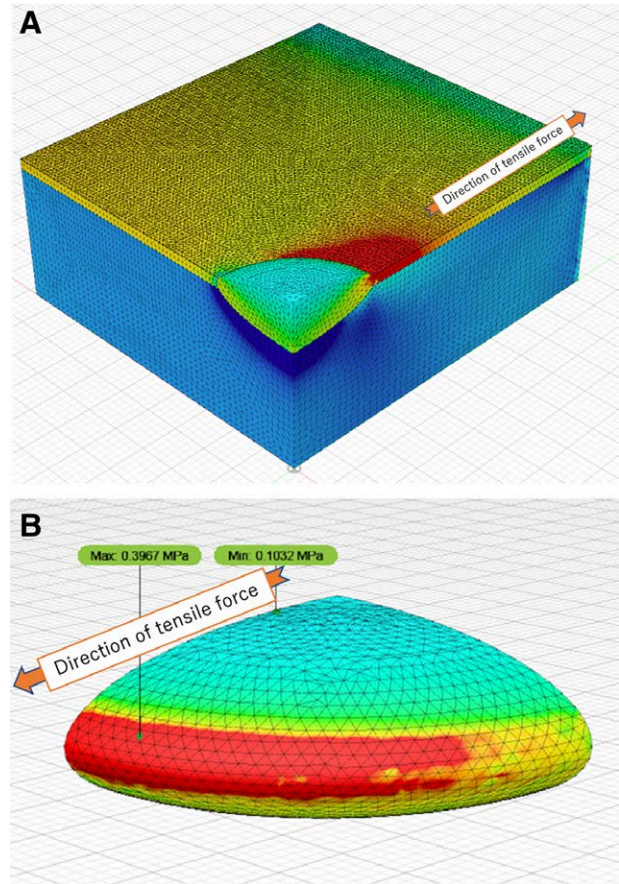 A
Direction of tensile force
B
Max: 0.3967 MPa
Min: 0.1032 MPa
Direction of tensile force